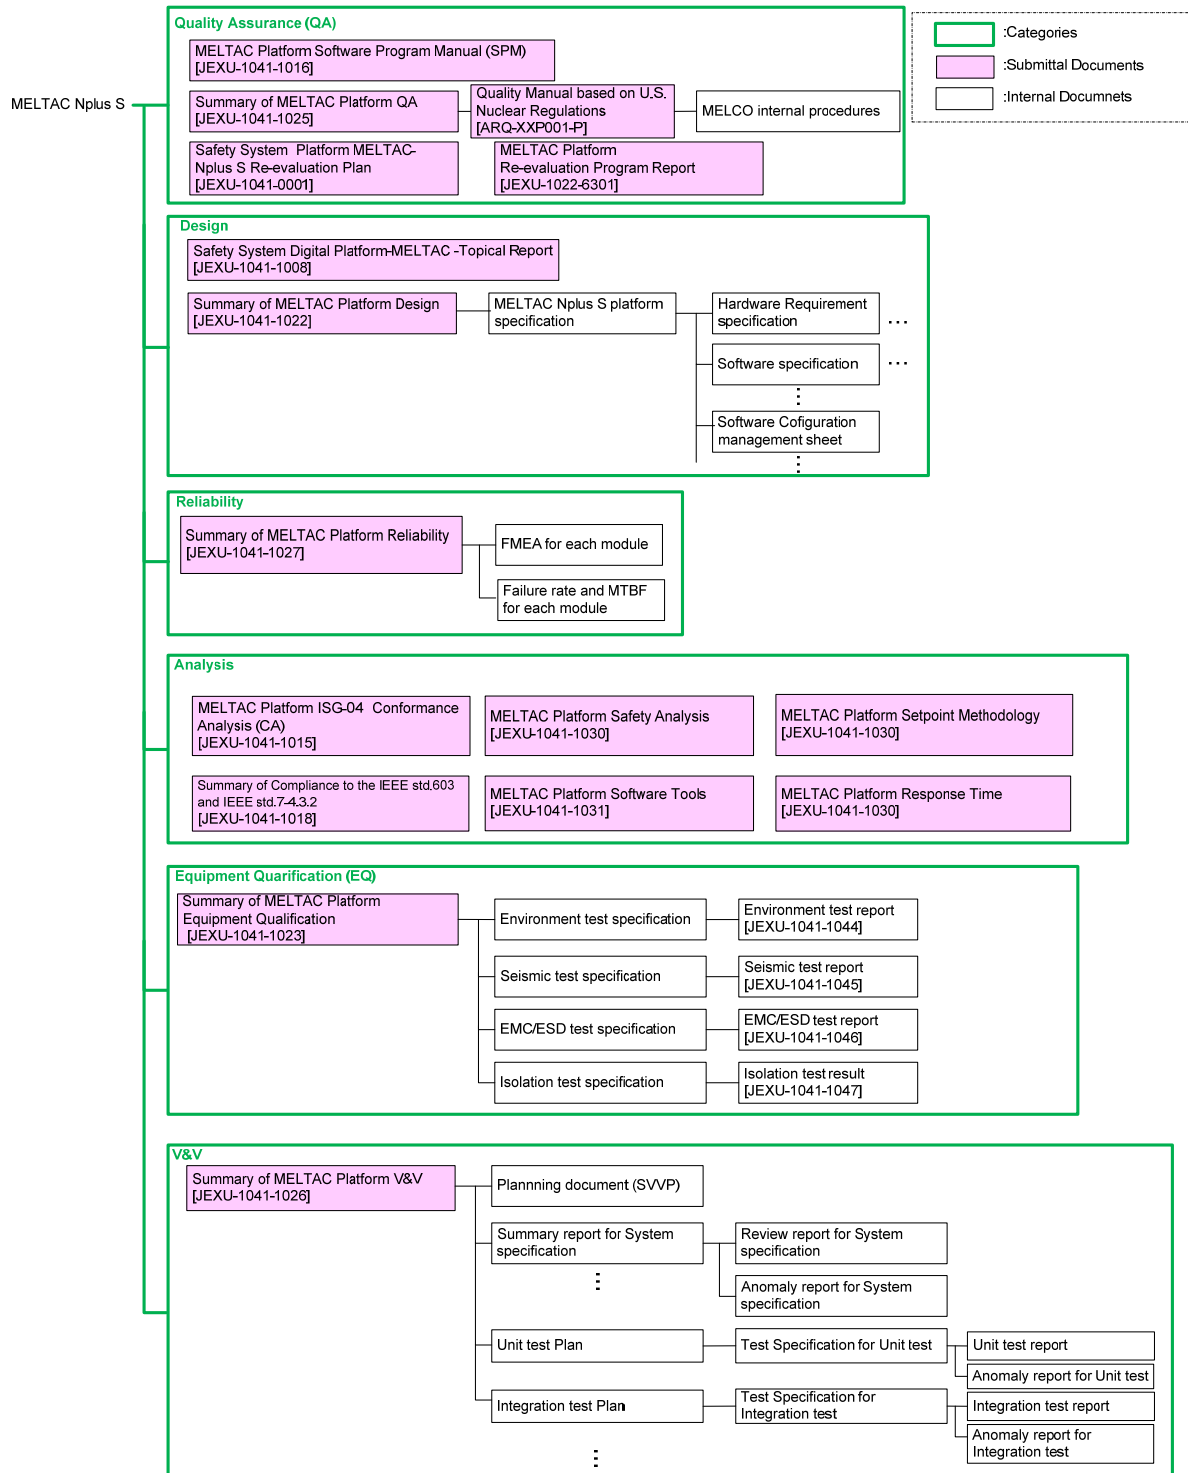 Quality Assurance (QA)
MELTAC Platform Software Program Manual (SPM)
[JEXU-1041-1016]
MELTAC Nplus S
Summary of MELTAC Platform QA
[JEXU-1041-1025]
Quality Manual based on U.S.
Nuclear Regulations
[ARQ-XXP001-P]
MELCO internal procedures
Safety System Platform MELTAC-
Nplus S Re-evaluation Plan
[JEXU-1041-0001]
MELTAC Platform
Re-evaluation Program Report
[JEXU-1022-6301]
:Categories
:Submittal Documents
:Internal Documnets
Design
Safety System Digital Platform-MELTAC -Topical Report
[JEXU-1041-1008]
Summary of MELTAC Platform Design
[JEXU-1041-1022]
MELTAC Nplus S platform
specification
Hardware Requirement
specification
...
Software specification
...
Software Cofiguration
management sheet
Reliability
Summary of MELTAC Platform Reliability
[JEXU-1041-1027]
FMEA for each module
Failure rate and MTBF
for each module
Analysis
MELTAC Platform ISG-04 Conformance
Analysis (CA)
[JEXU-1041-1015]
MELTAC Platform Safety Analysis
[JEXU-1041-1030]
MELTAC Platform Setpoint Methodology
[JEXU-1041-1030]
Summary of Compliance to the IEEE std.603
and IEEE std.7-4.3.2
[JEXU-1041-1018]
MELTAC Platform Software Tools
[JEXU-1041-1031]
MELTAC Platform Response Time
[JEXU-1041-1030]
Equipment Quarification (EQ)
Summary of MELTAC Platform
Equipment Qualification
[JEXU-1041-1023]
Environment test specification
Environment test report
[JEXU-1041-1044]
Seismic test specification
Seismic test report
[JEXU-1041-1045]
EMC/ESD test specification
EMC/ESD test report
[JEXU-1041-1046]
Isolation test specification
Isolation test result
[JEXU-1041-1047]
V&V
Summary of MELTAC Platform V&V
[JEXU-1041-1026]
Plannning document (SVVP)
Summary report for System
specification
Review report for System
specification
Anomaly report for System
specification
Unit test Plan
Test Specification for Unit test
Unit test report
Anomaly report for Unit test
Integration test Plan
Test Specification for
Integration test
Integration test report
Anomaly report for
Integration test